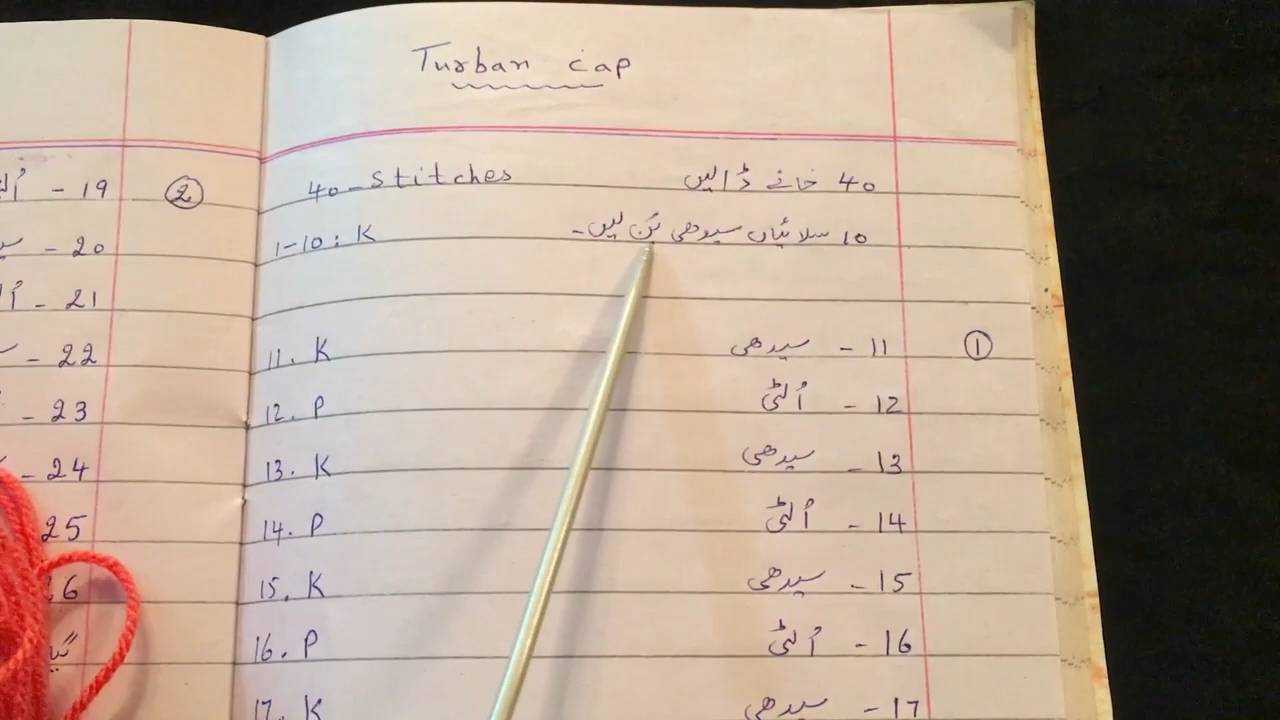 Turban cap
40-Stitches 40 خانے ڈالیں
1-10: K 10 سلائیاں سیدھی بُن لیں۔
11. K 11 - سیدھی ①
12. P 12 - اُلٹی
13. K 13 - سیدھی
14. P 14 - اُلٹی
15. K 15 - سیدھی
16. P 16 - اُلٹی
17. K 17 - سیدھی
② 19 -
20 -
21 -
22 -
23 -
24 -
25
26